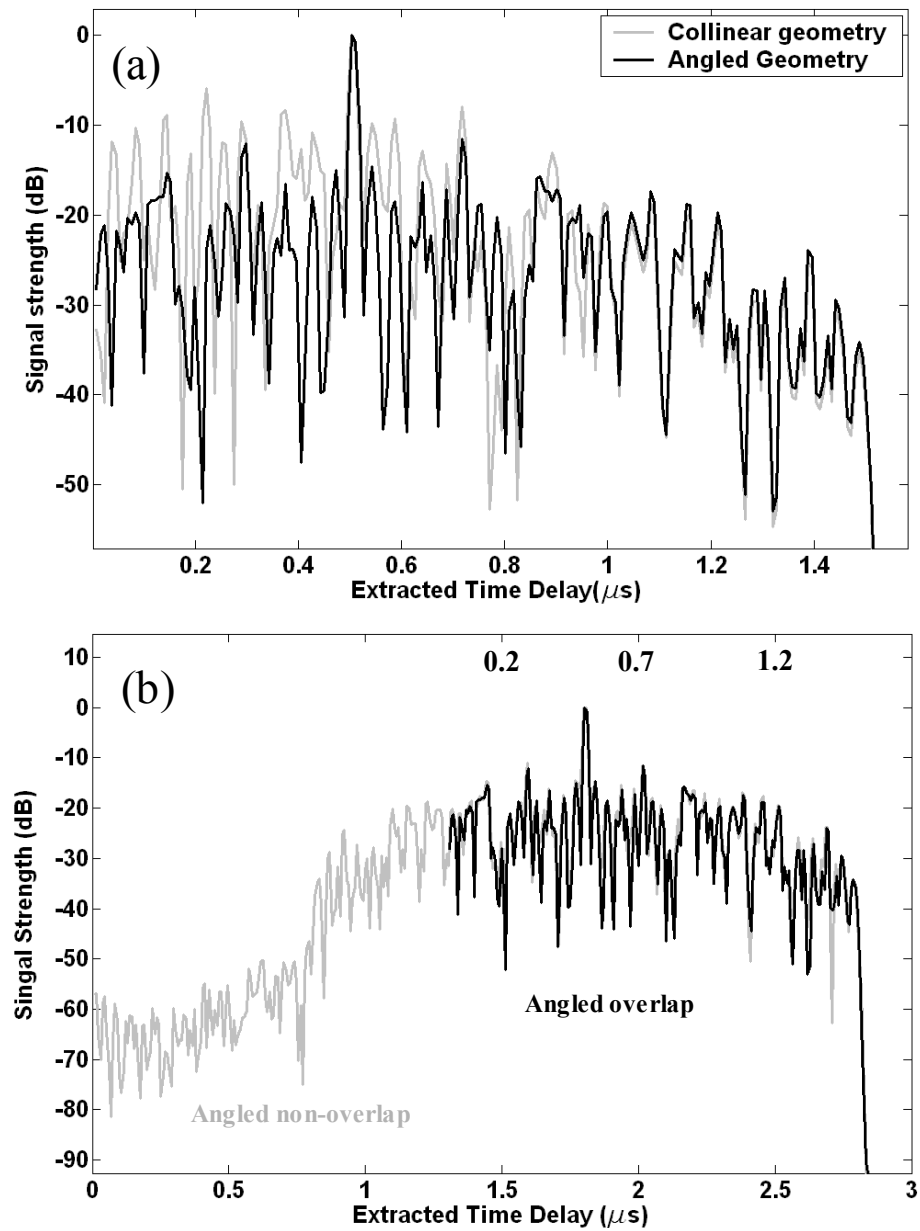 (a)
Collinear geometry
Angled Geometry
0
-10
-20
-30
-40
-50
Signal strength (dB)
0.2 0.4 0.6 0.8 1 1.2 1.4
Extracted Time Delay(μs)
(b)
0.2 0.7 1.2
10
0
-10
-20
-30
-40
-50
-60
-70
-80
-90
Singal Strength (dB)
Angled overlap
Angled non-overlap
0 0.5 1 1.5 2 2.5 3
Extracted Time Delay (μs)